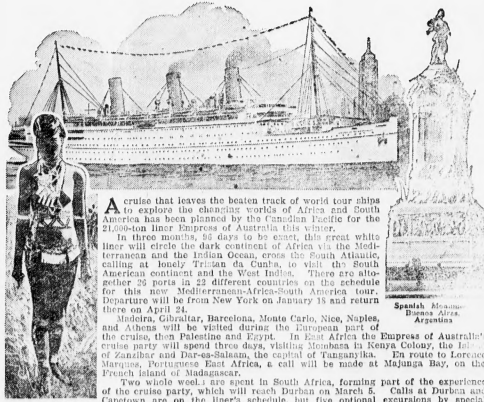 A cruise that leaves the beaten track of world tour ships
to explore the changing worlds of Africa and South
America has been planned by the Canadian Pacific for the
21,000-ton liner Empress of Australia this winter.
In three months, 96 days to be exact, this great white
liner will circle the dark continent of Africa via the Medi-
terranean and the Indian Ocean, cross the South Atlantic,
calling at lonely Tristan da Cunha, to visit the South
American continent and the West Indies. There are alto-
gether 26 ports in 22 different countries on the schedule
for this new Mediterranean-Africa-South America tour.
Departure will be from New York on January 18 and return
there on April 24.
Madeira, Gibraltar, Barcelona, Monte Carlo, Nice, Naples,
and Athens will be visited during the European part of
the cruise, then Palestine and Egypt. In East Africa the Empress of Australia's
cruise party will spend three days, visiting Mombasa in Kenya Colony, the
of Zanzibar and Dar-es-Salaam, the capital of Tanganyika. En route to Lorenco
Marques, Portuguese East Africa, a call will be made at Majunga Bay, on the
French island of Madagascar.
Two whole weeks are spent in South Africa, forming part of the experience
of the cruise party, which will reach Durban on March 5. Calls at Durban and
Capetown are on the liner's schedule, but five optional excursions by special
Spanish Monument
Buenos Aires,
Argentina